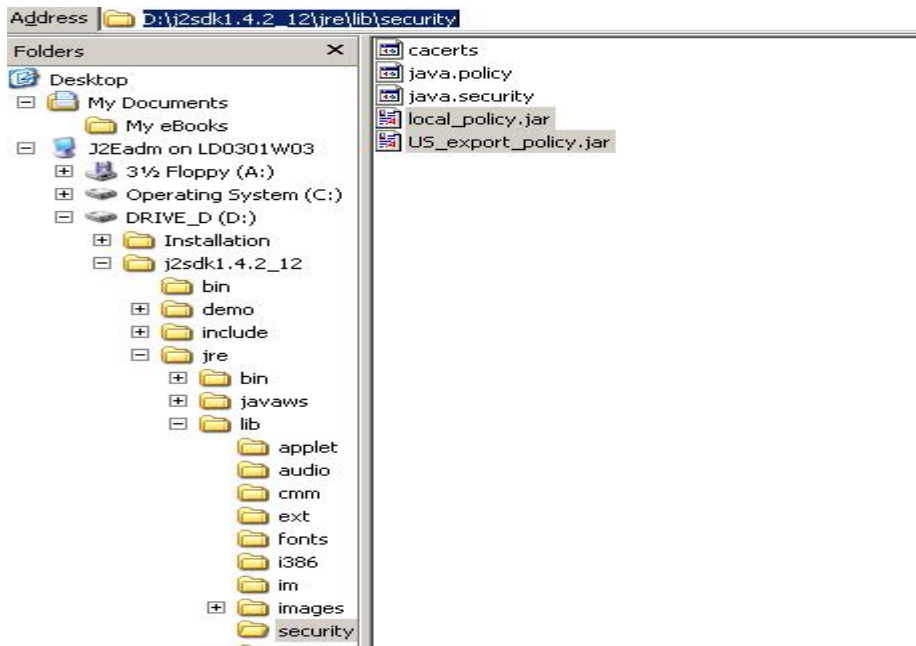 Address D:\j2sdk1.4.2_12\jre\lib\security
Folders
Desktop
My Documents
My eBooks
J2Eadm on LD0301W03
3½ Floppy (A:)
Operating System (C:)
DRIVE_D (D:)
Installation
j2sdk1.4.2_12
bin
demo
include
jre
bin
javaws
lib
applet
audio
cmm
ext
fonts
i386
im
images
security
cacerts
java.policy
java.security
local_policy.jar
US_export_policy.jar